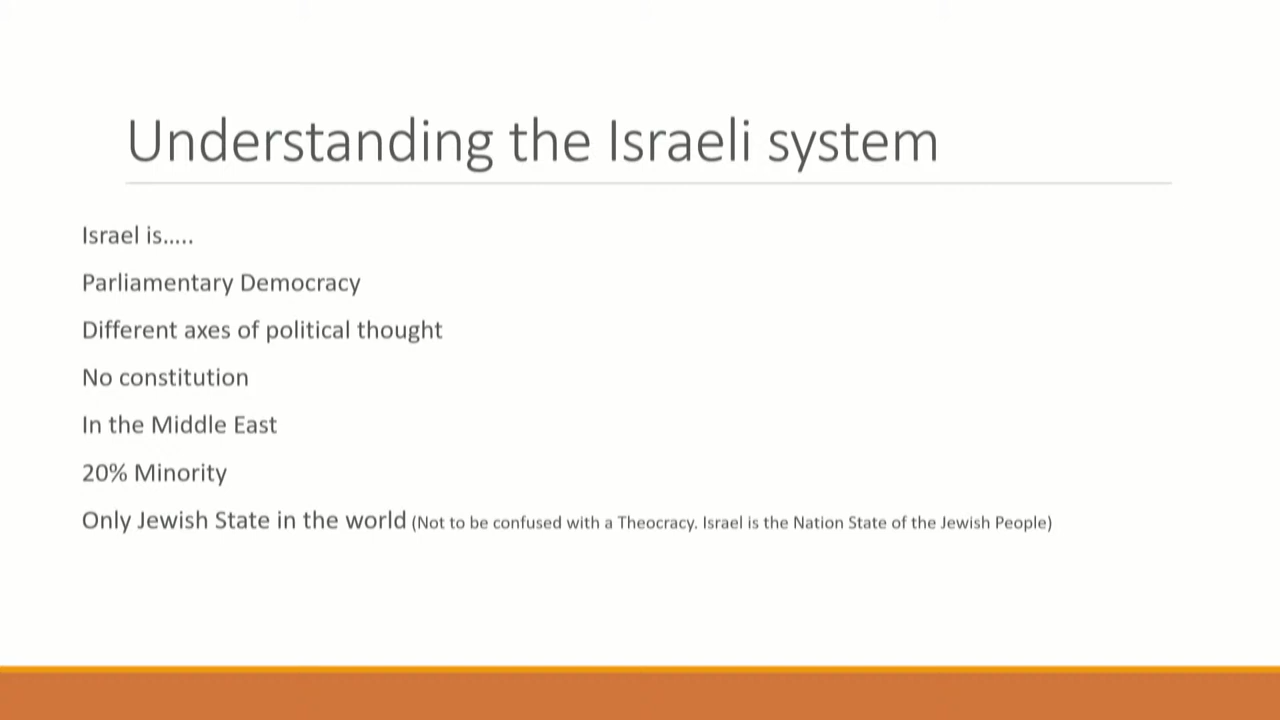 Understanding the Israeli system
Israel is.....
Parliamentary Democracy
Different axes of political thought
No constitution
In the Middle East
20% Minority
Only Jewish State in the world (Not to be confused with a Theocracy. Israel is the Nation State of the Jewish People)